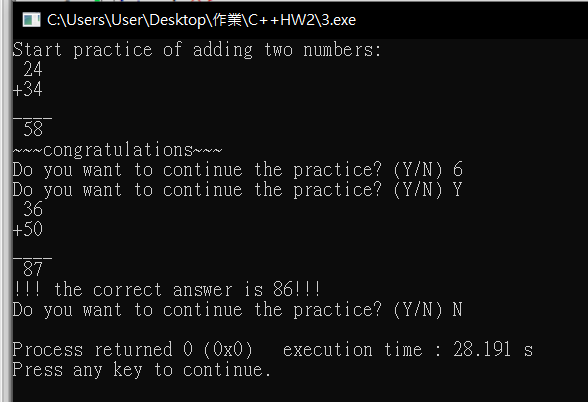 C:\Users\User\Desktop\作業\C++HW2\3.exe
Start practice of adding two numbers:
 24
+34
____
 58
~~~congratulations~~~
Do you want to continue the practice? (Y/N) 6
Do you want to continue the practice? (Y/N) Y
 36
+50
____
 87
!!! the correct answer is 86!!!
Do you want to continue the practice? (Y/N) N

Process returned 0 (0x0)   execution time : 28.191 s
Press any key to continue.